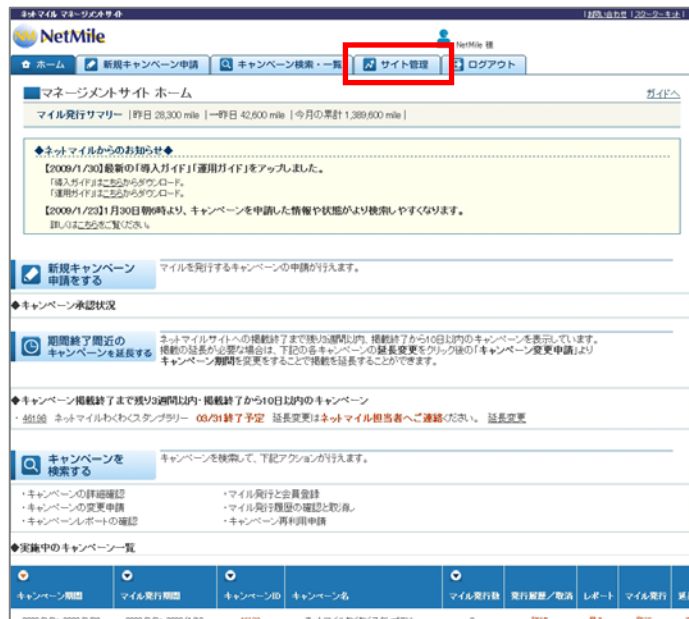 ネットマイル マネージメントサイト
NetMile
NetMile 様
ホーム
新規キャンペーン申請
キャンペーン検索・一覧
サイト管理
ログアウト
マネージメントサイト ホーム
ガイドへ
マイル発行サマリー |昨日 28,300 mile |一昨日 42,600 mile |今月の累計 1,389,600 mile |
◆ネットマイルからのお知らせ◆
【2009/1/30】最新の「導入ガイド」「運用ガイド」をアップしました。
「導入ガイド」はこちらからダウンロード。
「運用ガイド」はこちらからダウンロード。
【2009/1/23】1月30日朝6時より、キャンペーンを申請した情報や状態がより検索しやすくなります。
詳しくはこちらをご覧ください。
新規キャンペーン
申請をする
マイルを発行するキャンペーンの申請が行えます。
◆キャンペーン承認状況
期間終了間近の
キャンペーンを延長する
ネットマイルサイトへの掲載終了まで残り3週間以内、掲載終了から10日以内のキャンペーンを表示しています。
掲載の延長が必要な場合は、下記の各キャンペーンの延長変更をクリック後の「キャンペーン変更申請」より
キャンペーン期間を変更をすることで掲載を延長することができます。
◆キャンペーン掲載終了まで残り3週間以内・掲載終了から10日以内のキャンペーン
・ 46198 ネットマイルわくわくスタンプラリー 03/31終了予定 延長変更はネットマイル担当者へご連絡ください。 延長変更
キャンペーンを
検索する
キャンペーンを検索して、下記アクションが行えます。
・キャンペーンの詳細確認
・キャンペーンの変更申請
・キャンペーンレポートの確認
・マイル発行と会員登録
・マイル発行履歴の確認と取消し
・キャンペーン再利用申請
◆実施中のキャンペーン一覧
キャンペーン期間
マイル発行期間
キャンペーンID
キャンペーン名
マイル発行数
発行履歴/取消
レポート
マイル発行